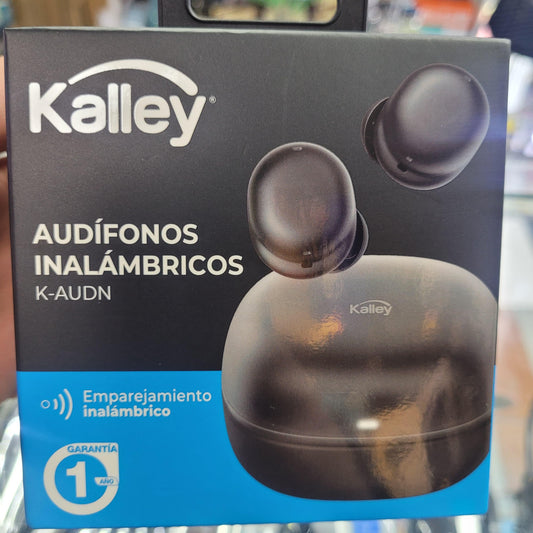 Kalley®
AUDÍFONOS
INALÁMBRICOS
K-AUDN
Kalley
Emparejamiento
inalámbrico
GARANTÍA
1
AÑO